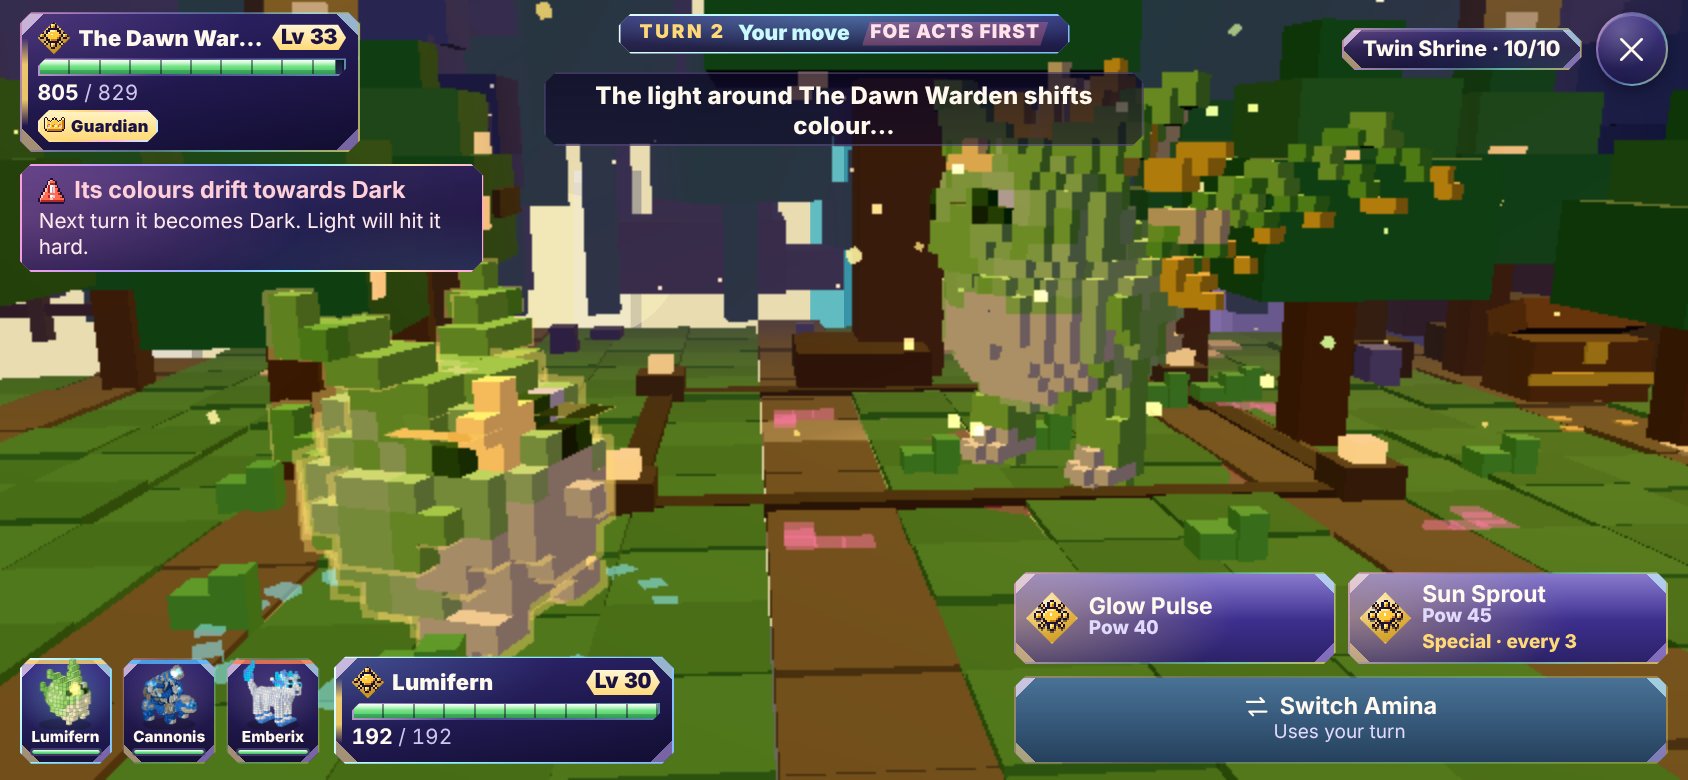 The Dawn War...
Lv 33
805 / 829
Guardian
TURN 2 Your move FOE ACTS FIRST
Twin Shrine · 10/10
The light around The Dawn Warden shifts
colour...
Its colours drift towards Dark
Next turn it becomes Dark. Light will hit it
hard.
Lumifern
Cannonis
Emberix
Lumifern
Lv 30
192 / 192
Glow Pulse
Pow 40
Sun Sprout
Pow 45
Special · every 3
Switch Amina
Uses your turn